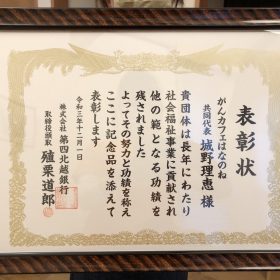 表彰状
がんカフェはなのね
共同代表 城野理恵 様
貴団体は長年にわたり
社会福祉事業に貢献され
他の範となる功績を
残されました
よってその努力と功績を称え
ここに記念品を添えて
表彰します
令和三年十二月一日
株式会社 第四北越銀行
取締役頭取 殖栗道郎